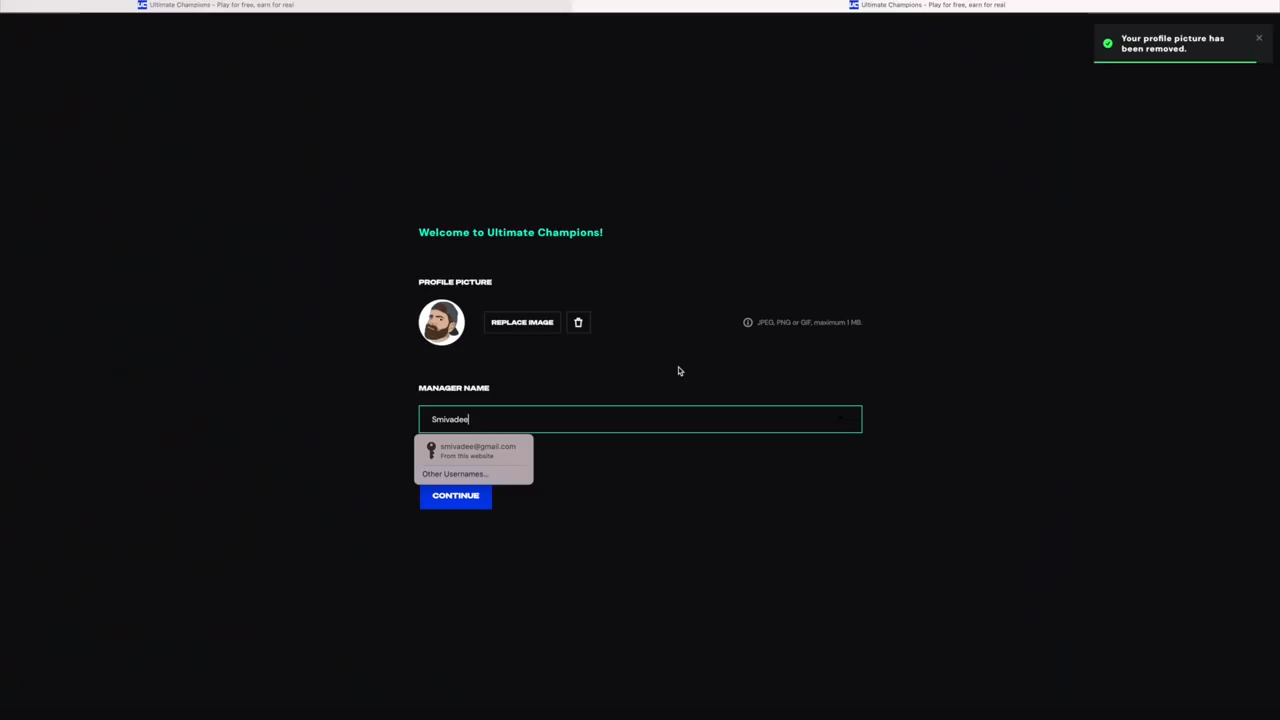 Ultimate Champions - Play for free, earn for real
Ultimate Champions - Play for free, earn for real
Your profile picture has
been removed.
Welcome to Ultimate Champions!
PROFILE PICTURE
REPLACE IMAGE
JPEG, PNG or GIF, maximum 1 MB.
MANAGER NAME
Smivadee
smivadee@gmail.com
From this website
Other Usernames...
CONTINUE